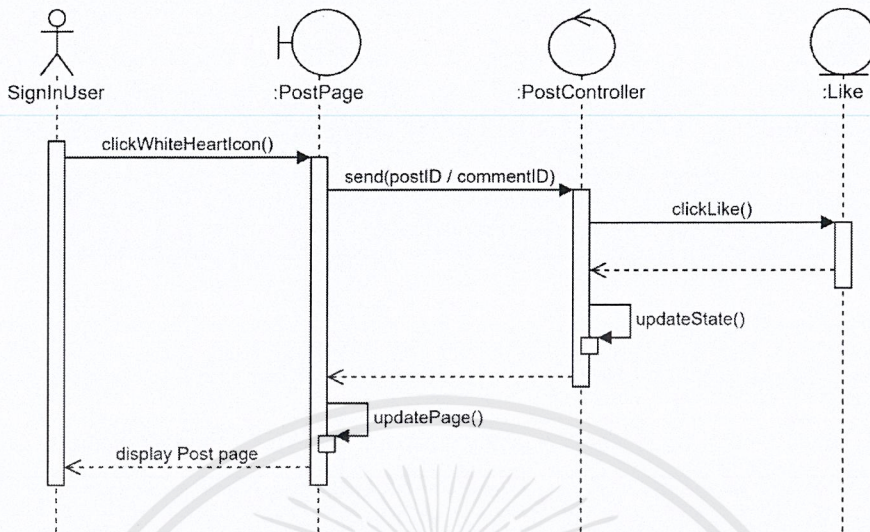 SignInUser
:PostPage
:PostController
:Like
clickWhiteHeartIcon()
send(postID / commentID)
clickLike()
updateState()
updatePage()
display Post page